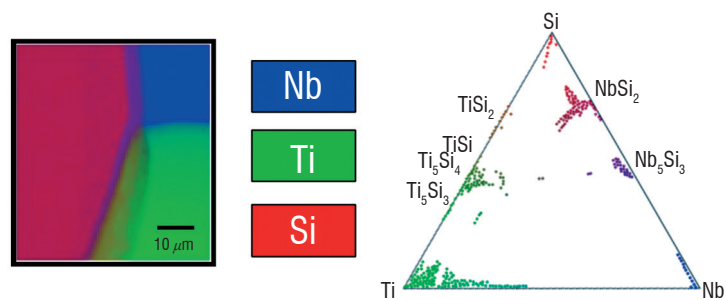 10 μm
Nb
Ti
Si
Si
NbSi₂
TiSi₂
TiSi
Ti₅Si₄
Nb₅Si₃
Ti₅Si₃
Ti
Nb